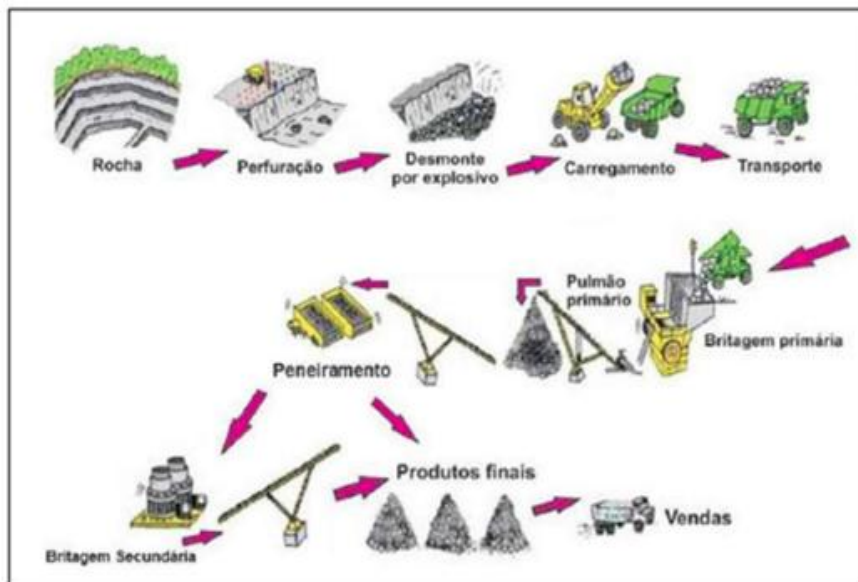 Rocha
Perfuração
Desmonte
por explosivo
Carregamento
Transporte
Pulmão
primário
Britagem primária
Peneiramento
Produtos finais
Vendas
Britagem Secundária